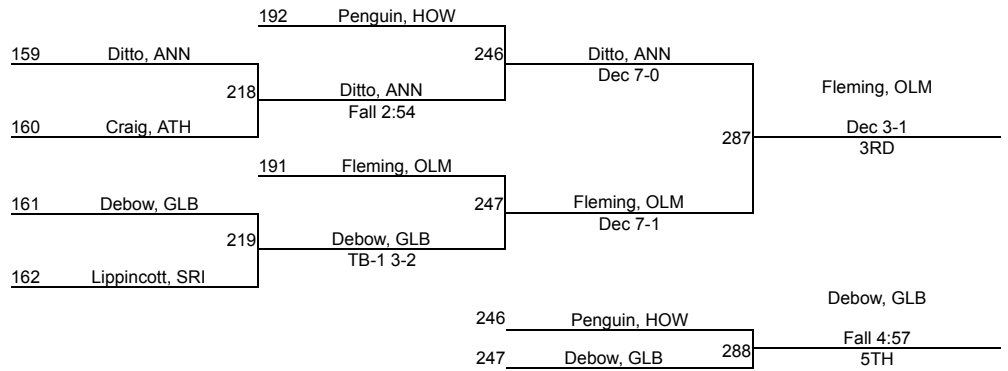 192 Penguin, HOW
159 Ditto, ANN
246 Ditto, ANN
Dec 7-0
218 Ditto, ANN
Fall 2:54
Fleming, OLM
160 Craig, ATH
287 Dec 3-1
3RD
191 Fleming, OLM
161 Debow, GLB
247 Fleming, OLM
Dec 7-1
219 Debow, GLB
TB-1 3-2
162 Lippincott, SRI
Debow, GLB
246 Penguin, HOW
247 Debow, GLB
288 Fall 4:57
5TH